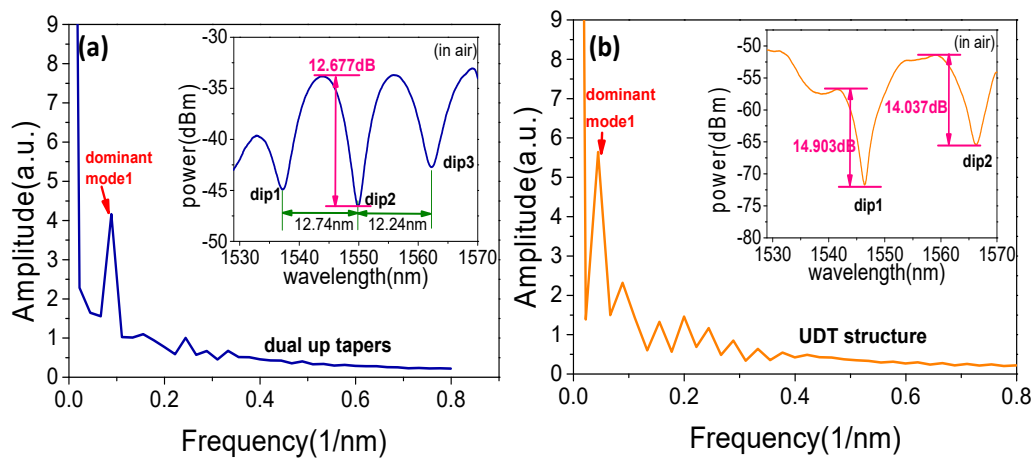 (a)
Amplitude(a.u.)
9
8
7
6
5
4
3
2
1
0
0.0 0.2 0.4 0.6 0.8
Frequency(1/nm)
dominant
mode1
dual up tapers
(in air)
power(dBm)
-30
-35
-40
-45
-50
1530 1540 1550 1560 1570
wavelength(nm)
12.677dB
dip1
dip2
dip3
12.74nm
12.24nm
(b)
Amplitude(a.u.)
9
8
7
6
5
4
3
2
1
0
0.0 0.2 0.4 0.6 0.8
Frequency(1/nm)
dominant
mode1
UDT structure
(in air)
power(dBm)
-50
-55
-60
-65
-70
-75
-80
1530 1540 1550 1560 1570
wavelength(nm)
14.903dB
14.037dB
dip1
dip2